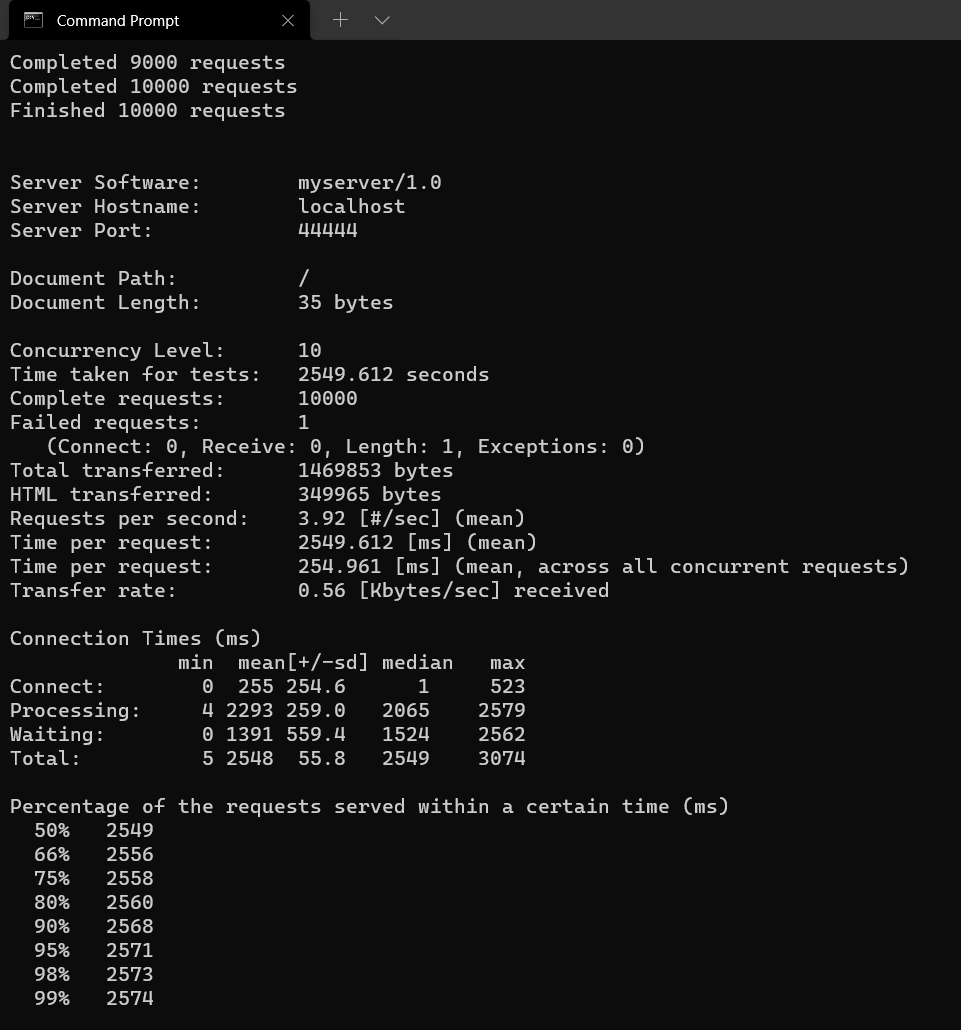 Command Prompt
Completed 9000 requests
Completed 10000 requests
Finished 10000 requests
Server Software: myserver/1.0
Server Hostname: localhost
Server Port: 44444
Document Path: /
Document Length: 35 bytes
Concurrency Level: 10
Time taken for tests: 2549.612 seconds
Complete requests: 10000
Failed requests: 1
(Connect: 0, Receive: 0, Length: 1, Exceptions: 0)
Total transferred: 1469853 bytes
HTML transferred: 349965 bytes
Requests per second: 3.92 [#/sec] (mean)
Time per request: 2549.612 [ms] (mean)
Time per request: 254.961 [ms] (mean, across all concurrent requests)
Transfer rate: 0.56 [Kbytes/sec] received
Connection Times (ms)
min mean[+/-sd] median max
Connect: 0 255 254.6 1 523
Processing: 4 2293 259.0 2065 2579
Waiting: 0 1391 559.4 1524 2562
Total: 5 2548 55.8 2549 3074
Percentage of the requests served within a certain time (ms)
50% 2549
66% 2556
75% 2558
80% 2560
90% 2568
95% 2571
98% 2573
99% 2574